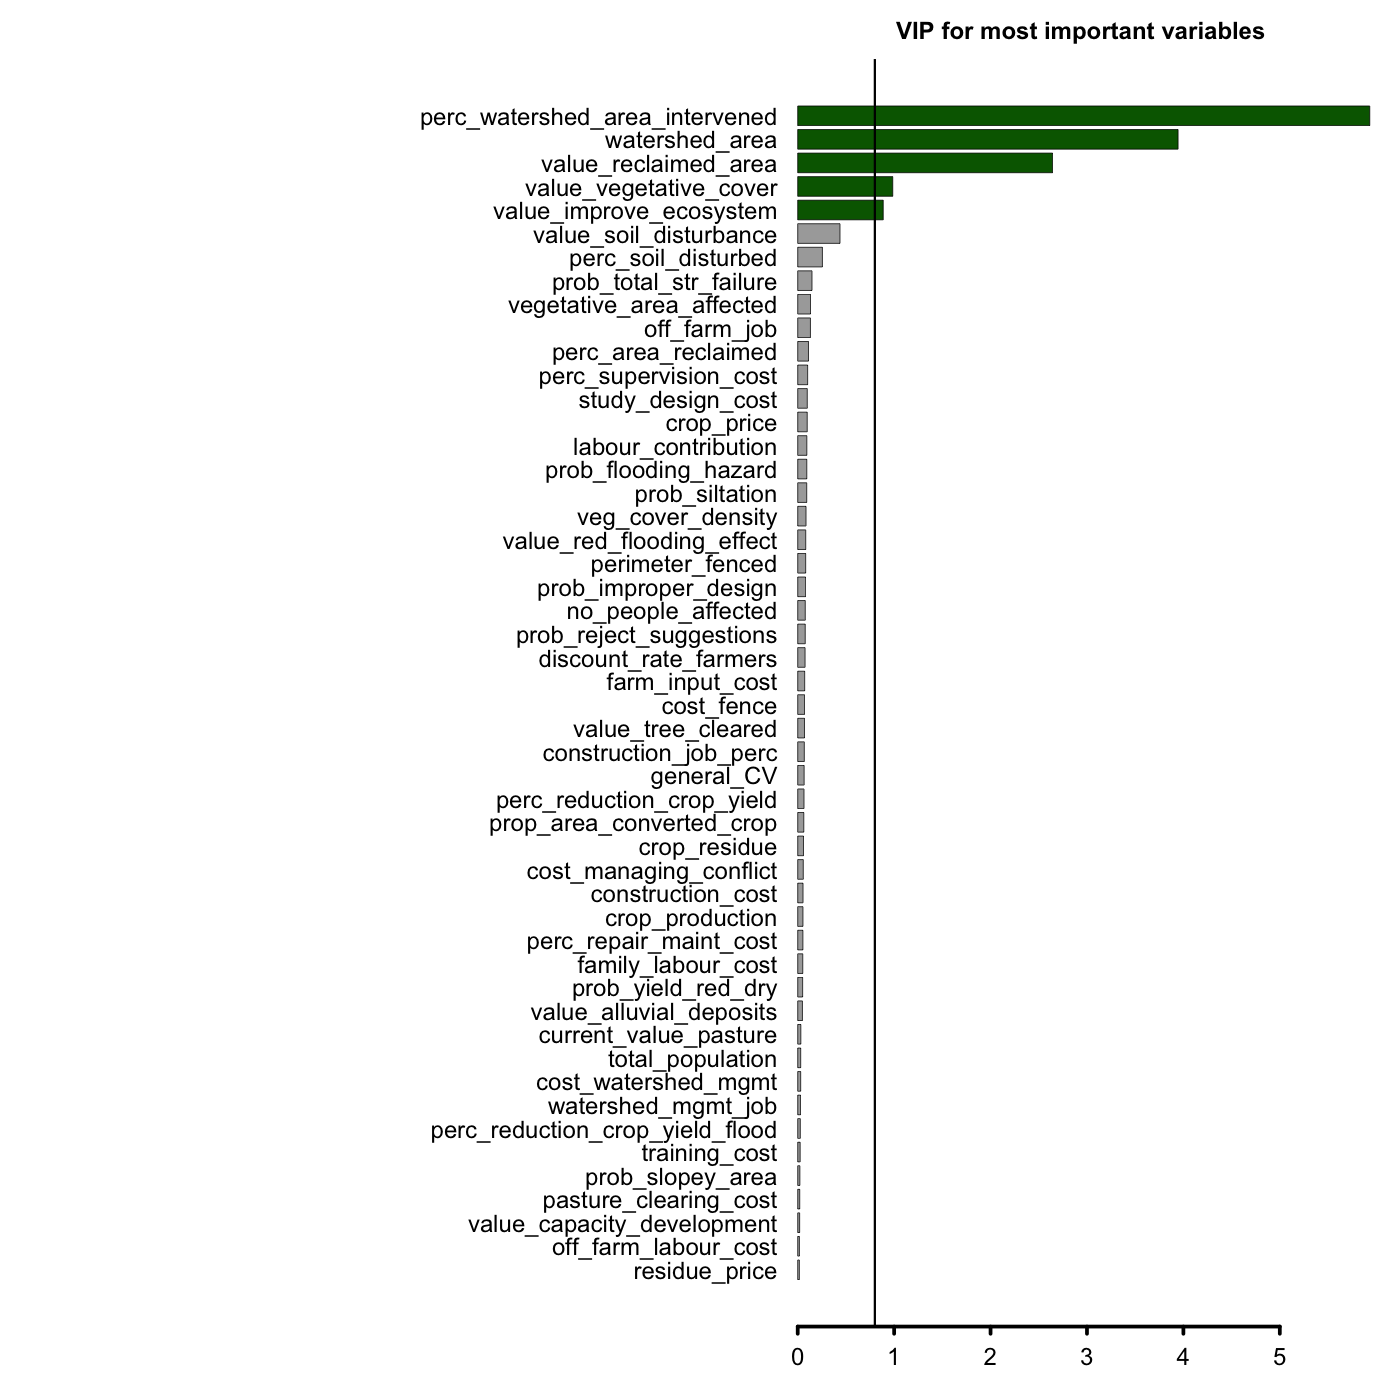 VIP for most important variables
perc_watershed_area_intervened
watershed_area
value_reclaimed_area
value_vegetative_cover
value_improve_ecosystem
value_soil_disturbance
perc_soil_disturbed
prob_total_str_failure
vegetative_area_affected
off_farm_job
perc_area_reclaimed
perc_supervision_cost
study_design_cost
crop_price
labour_contribution
prob_flooding_hazard
prob_siltation
veg_cover_density
value_red_flooding_effect
perimeter_fenced
prob_improper_design
no_people_affected
prob_reject_suggestions
discount_rate_farmers
farm_input_cost
cost_fence
value_tree_cleared
construction_job_perc
general_CV
perc_reduction_crop_yield
prop_area_converted_crop
crop_residue
cost_managing_conflict
construction_cost
crop_production
perc_repair_maint_cost
family_labour_cost
prob_yield_red_dry
value_alluvial_deposits
current_value_pasture
total_population
cost_watershed_mgmt
watershed_mgmt_job
perc_reduction_crop_yield_flood
training_cost
prob_slopey_area
pasture_clearing_cost
value_capacity_development
off_farm_labour_cost
residue_price
0 1 2 3 4 5